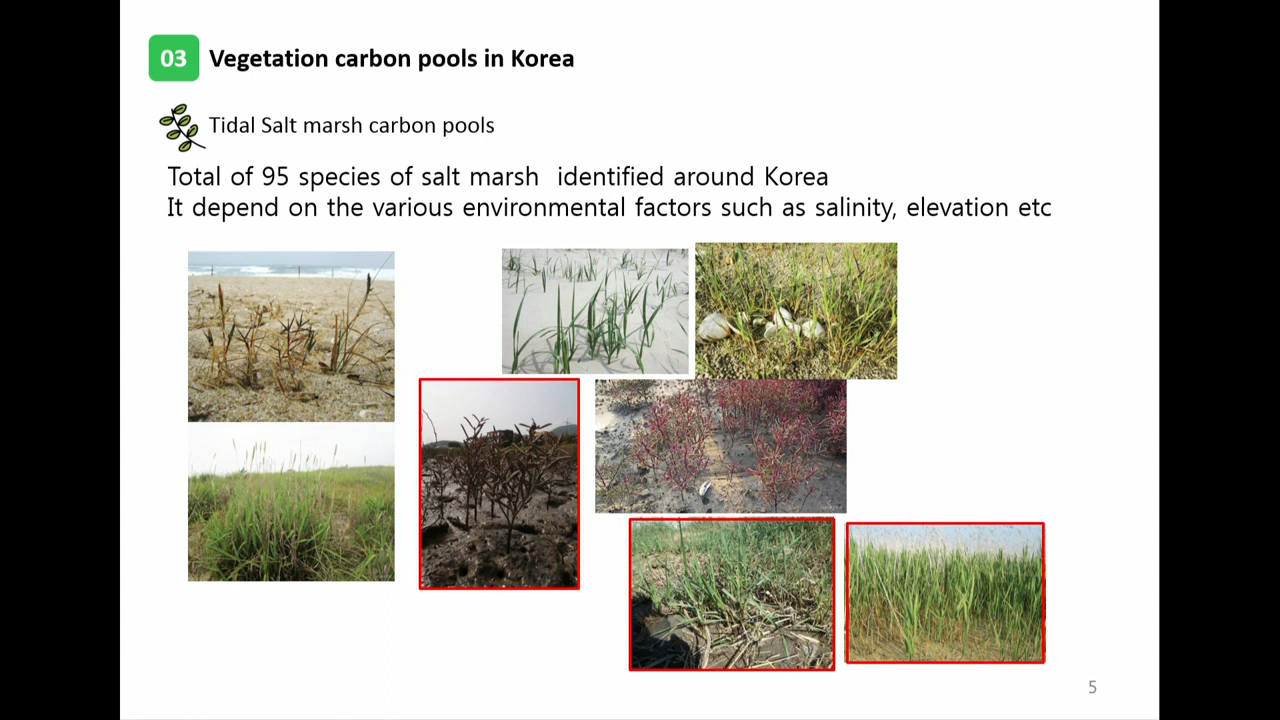 03 Vegetation carbon pools in Korea
Tidal Salt marsh carbon pools
Total of 95 species of salt marsh identified around Korea
It depend on the various environmental factors such as salinity, elevation etc
5